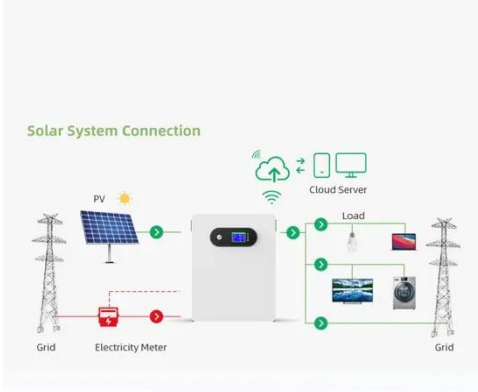 Solar System Connection
Cloud Server
PV
Load
Grid
Electricity Meter
Grid